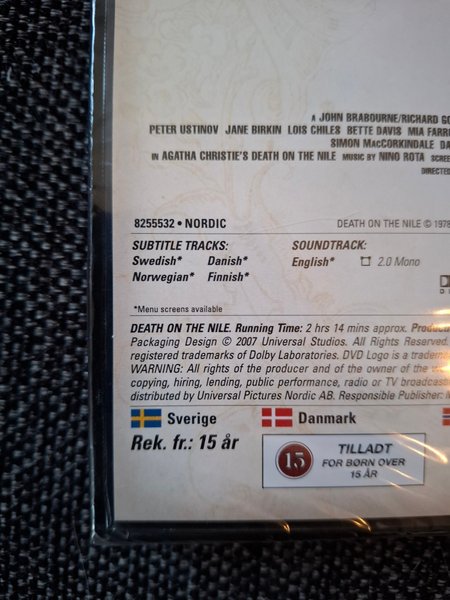 A JOHN BRABOURNE/RICHARD
PETER USTINOV JANE BIRKIN LOIS CHILES BETTE DAVIS MIA
SIMON MacCORKINDALE
IN AGATHA CHRISTIE'S DEATH ON THE NILE MUSIC BY NINO ROTA
DIRECTED
8255532 • NORDIC DEATH ON THE NILE © 1978
SUBTITLE TRACKS: SOUNDTRACK:
Swedish* Danish* English* 2.0 Mono
Norwegian* Finnish*
*Menu screens available
DEATH ON THE NILE. Running Time: 2 hrs 14 mins approx.
Packaging Design © 2007 Universal Studios. All Rights Reserved.
registered trademarks of Dolby Laboratories. DVD Logo is a
WARNING: All rights of the producer and of the owner of the
copying, hiring, lending, public performance, radio or TV
distributed by Universal Pictures Nordic AB. Responsible Publisher:
Sverige Danmark
Rek. fr.: 15 år 15 TILLADT
FOR BØRN OVER
15 ÅR